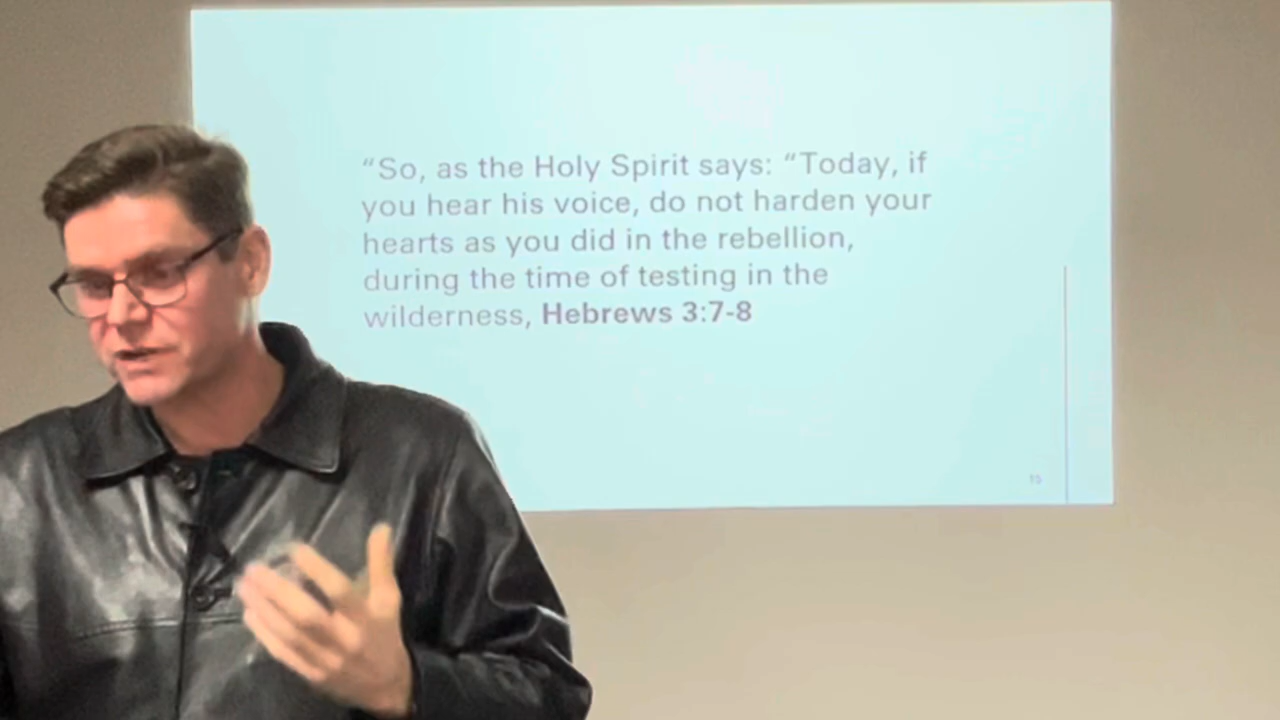 “So, as the Holy Spirit says: “Today, if
you hear his voice, do not harden your
hearts as you did in the rebellion,
during the time of testing in the
wilderness, Hebrews 3:7-8
15